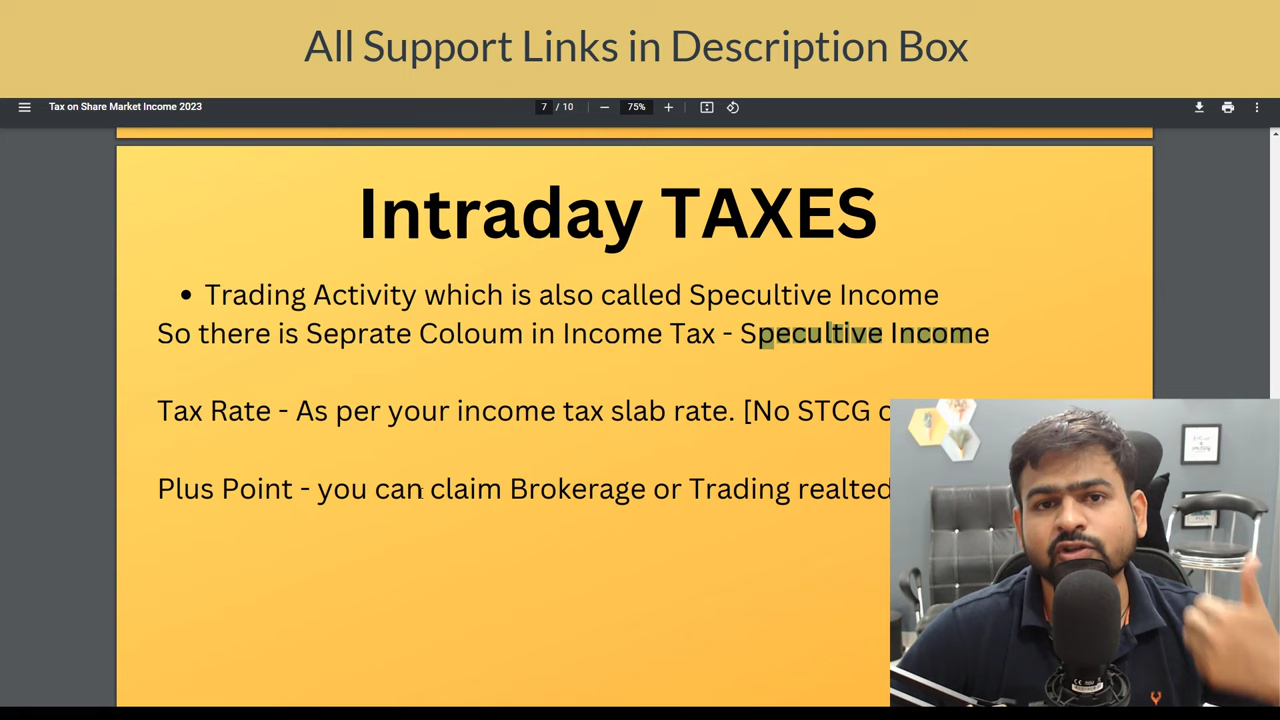 All Support Links in Description Box
Tax on Share Market Income 2023
7 / 10
75%
Intraday TAXES
• Trading Activity which is also called Specultive Income
So there is Seprate Coloum in Income Tax - Specultive Income
Tax Rate - As per your income tax slab rate. [No STCG
Plus Point - you can claim Brokerage or Trading realted